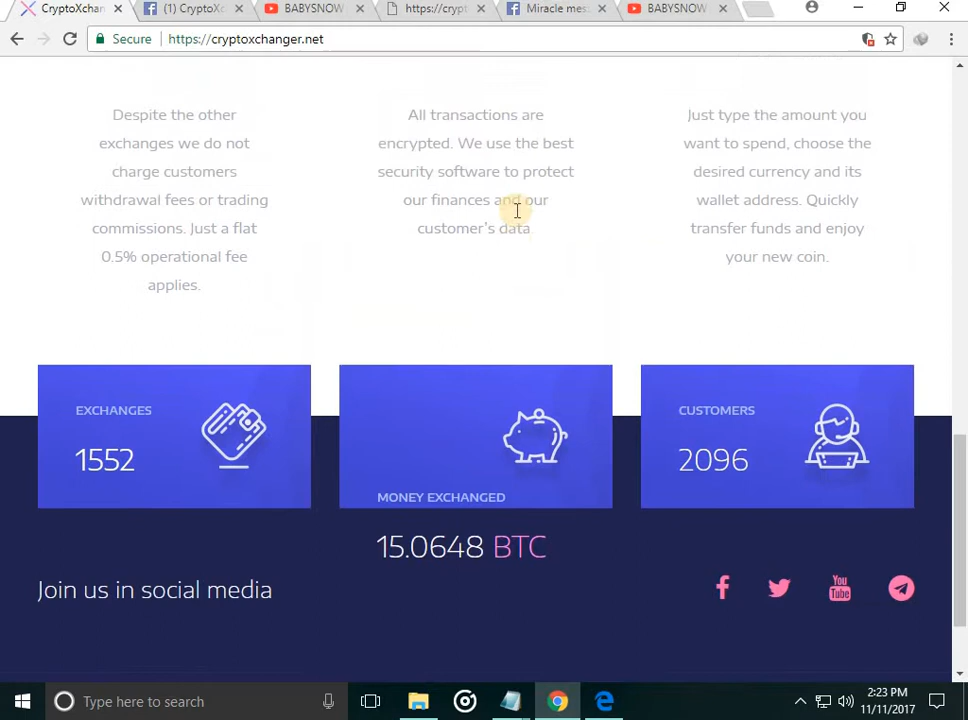 CryptoXchan
(1) CryptoXc
BABYSNOW
https://crypt
Miracle mes
BABYSNOW
Secure
https://cryptoxchanger.net
Despite the other
exchanges we do not
charge customers
withdrawal fees or trading
commissions. Just a flat
0.5% operational fee
applies.
All transactions are
encrypted. We use the best
security software to protect
our finances and our
customer’s data
Just type the amount you
want to spend, choose the
desired currency and its
wallet address. Quickly
transfer funds and enjoy
your new coin.
EXCHANGES
1552
MONEY EXCHANGED
15.0648 BTC
CUSTOMERS
2096
Join us in social media
You
Tube
Type here to search
2:23 PM
11/11/2017